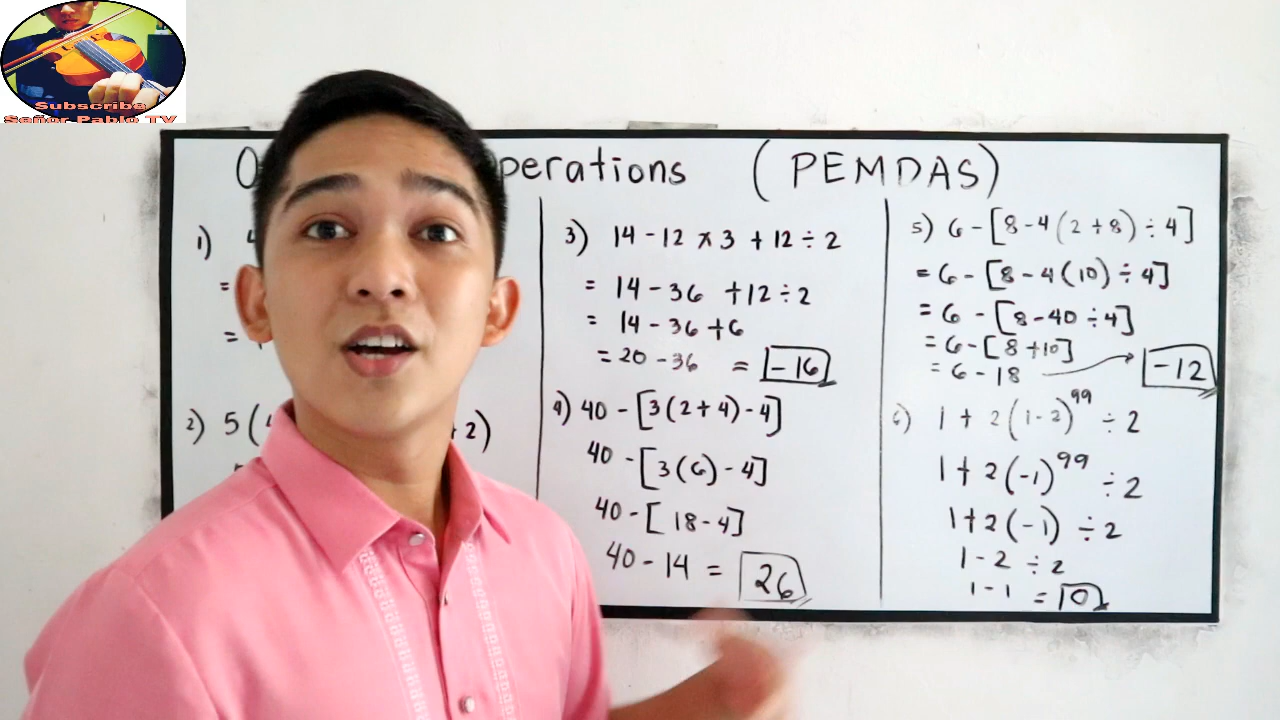 Subscribe
Señor Pablo TV
perations (PEMDAS)
1)
=
=
2) 5(
+2)
3) 14 - 12 x 3 + 12 ÷ 2
= 14 - 36 + 12 ÷ 2
= 14 - 36 + 6
= 20 - 36 = -16
4) 40 - [3(2+4) - 4]
40 - [3(6) - 4]
40 - [18 - 4]
40 - 14 = 26
5) 6 - [8 - 4(2+8) ÷ 4]
= 6 - [8 - 4(10) ÷ 4]
= 6 - [8 - 40 ÷ 4]
= 6 - [8 + 10]
= 6 - 18 → -12
6) 1 + 2(1-2)⁹⁹ ÷ 2
1 + 2(-1)⁹⁹ ÷ 2
1 + 2(-1) ÷ 2
1 - 2 ÷ 2
1 - 1 = 0